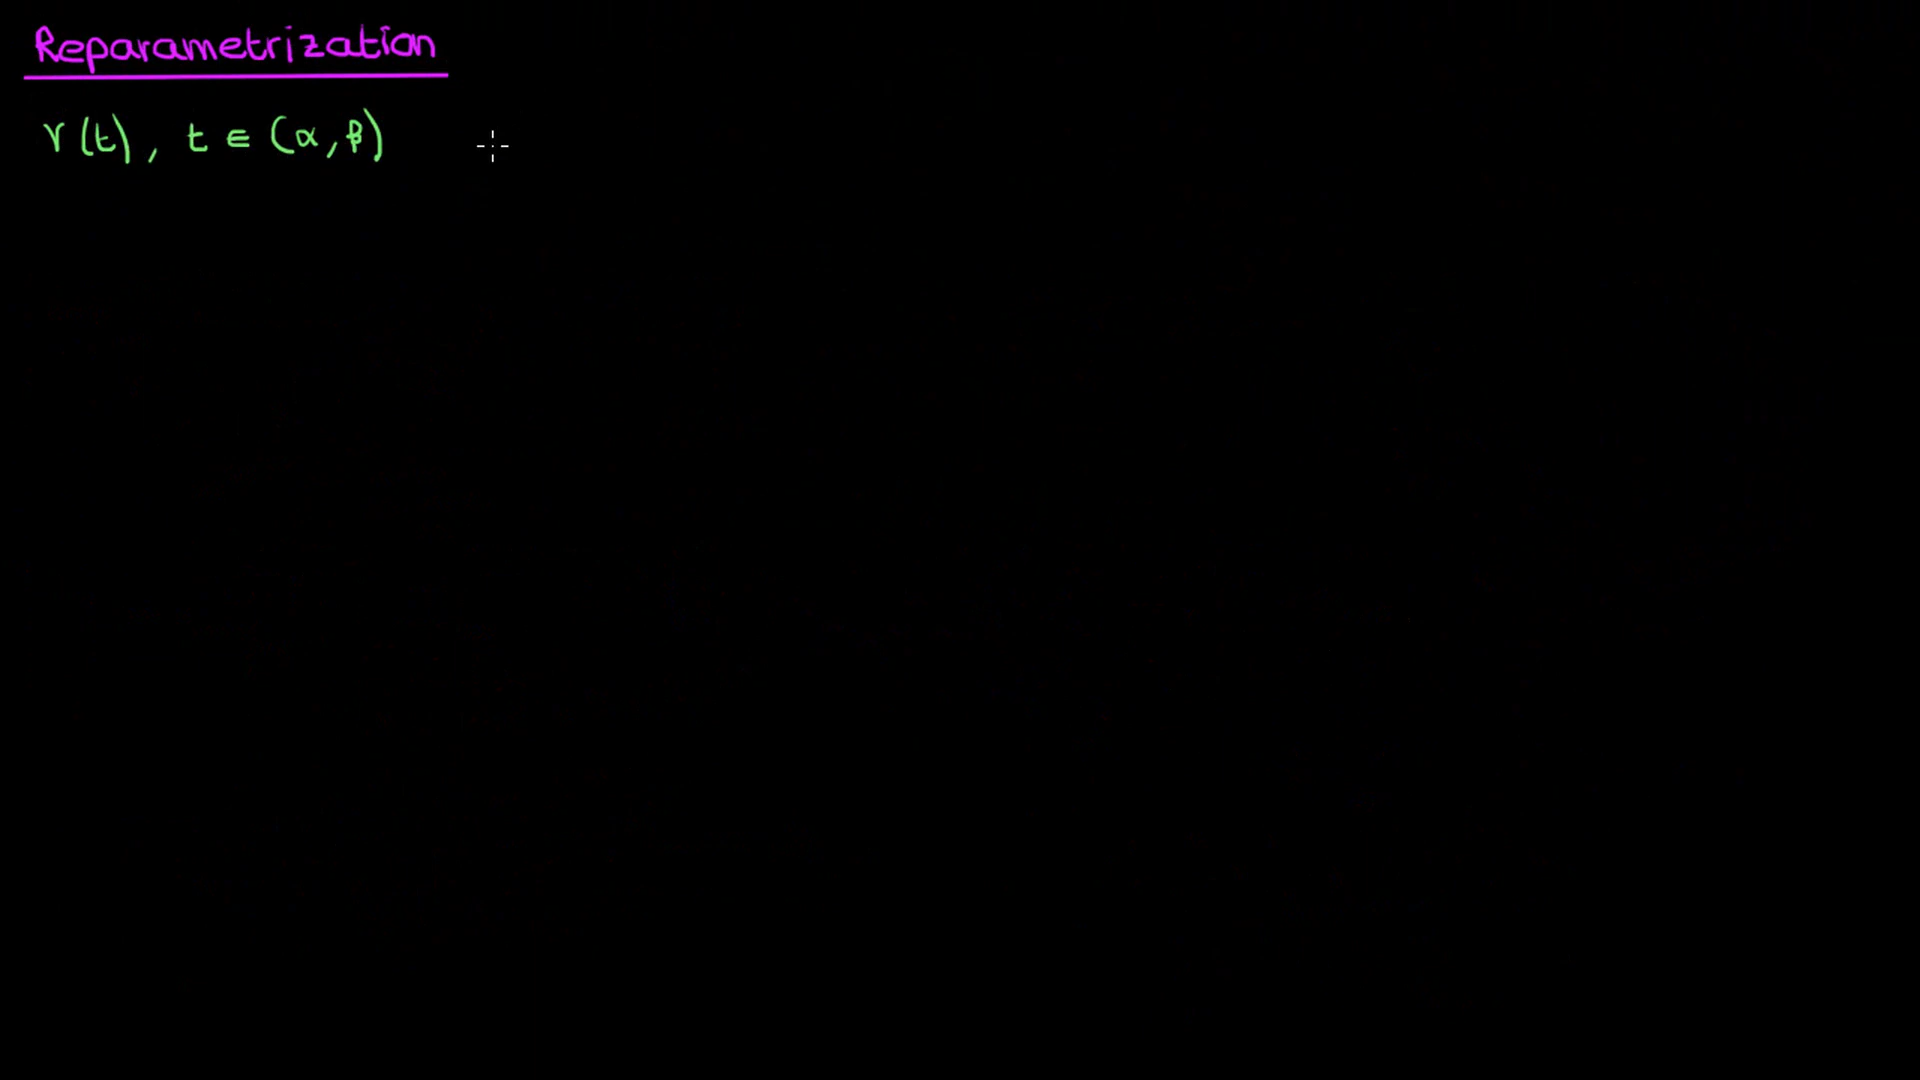 Reparametrization
γ(t), t ∈ (α, β)